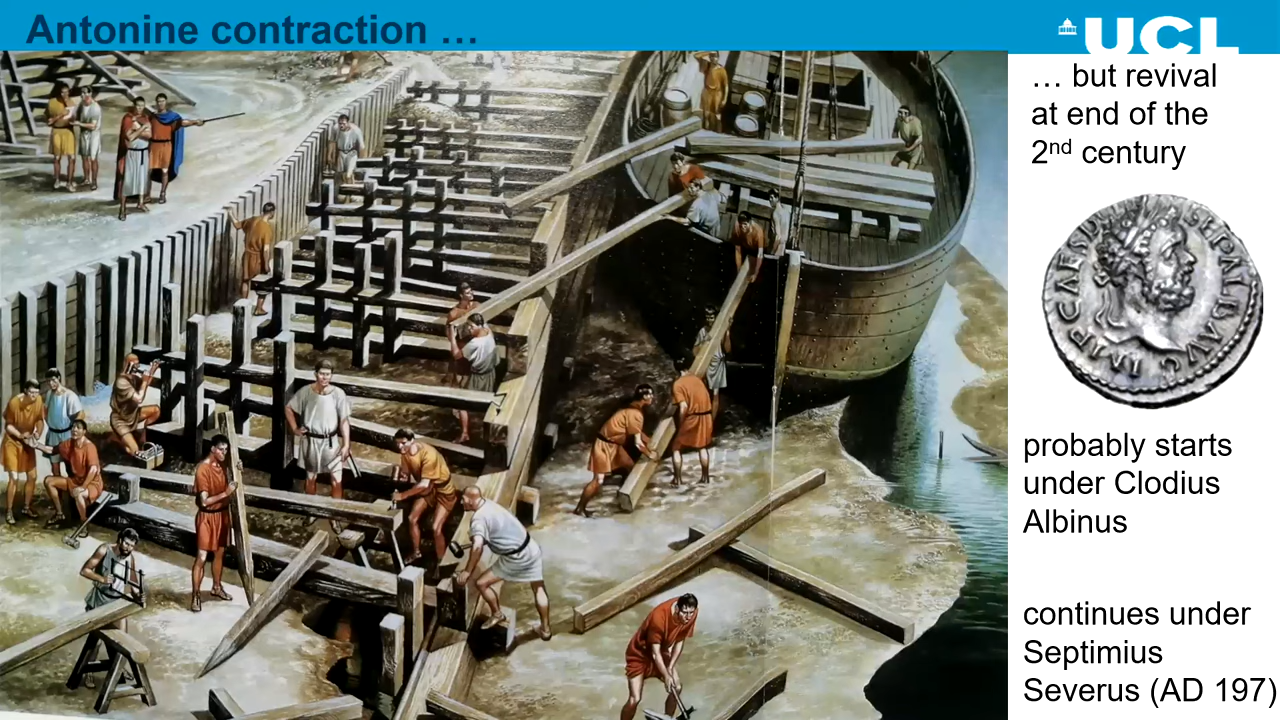 Antonine contraction …
UCL
… but revival
at end of the
2nd century
IMP CAES D
SEP ALB AVG
probably starts
under Clodius
Albinus
continues under
Septimius
Severus (AD 197)